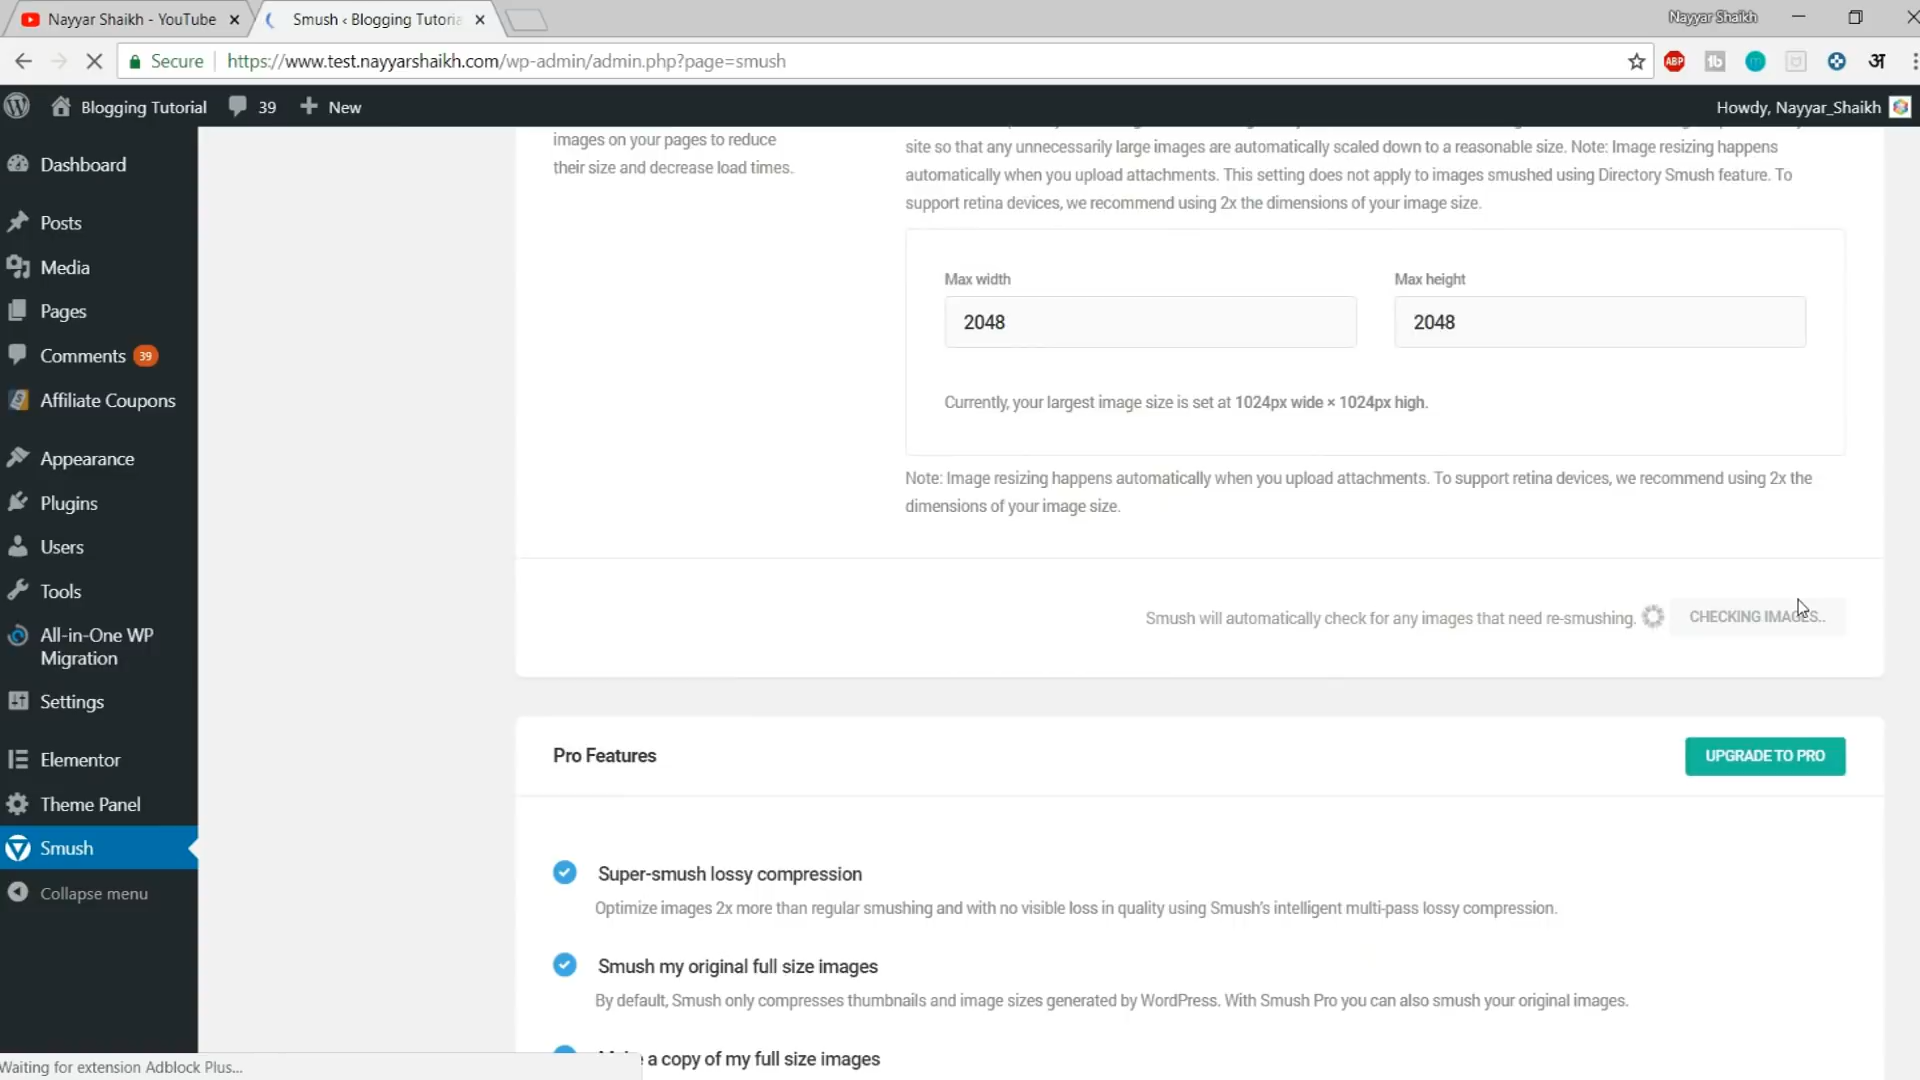 Nayyar Shaikh - YouTube
Smush ‹ Blogging Tutoria
Nayyar Shaikh
Secure
https://www.test.nayyarshaikh.com/wp-admin/admin.php?page=smush
ABP
अ
Blogging Tutorial
39
New
Howdy, Nayyar_Shaikh
Dashboard
Posts
Media
Pages
Comments 39
Affiliate Coupons
Appearance
Plugins
Users
Tools
All-in-One WP
Migration
Settings
Elementor
Theme Panel
Smush
Collapse menu
images on your pages to reduce
their size and decrease load times.
site so that any unnecessarily large images are automatically scaled down to a reasonable size. Note: Image resizing happens
automatically when you upload attachments. This setting does not apply to images smushed using Directory Smush feature. To
support retina devices, we recommend using 2x the dimensions of your image size.
Max width
Max height
2048
2048
Currently, your largest image size is set at 1024px wide × 1024px high.
Note: Image resizing happens automatically when you upload attachments. To support retina devices, we recommend using 2x the
dimensions of your image size.
Smush will automatically check for any images that need re-smushing.
CHECKING IMAGES..
Pro Features
UPGRADE TO PRO
Super-smush lossy compression
Optimize images 2x more than regular smushing and with no visible loss in quality using Smush's intelligent multi-pass lossy compression.
Smush my original full size images
By default, Smush only compresses thumbnails and image sizes generated by WordPress. With Smush Pro you can also smush your original images.
a copy of my full size images
Waiting for extension Adblock Plus...